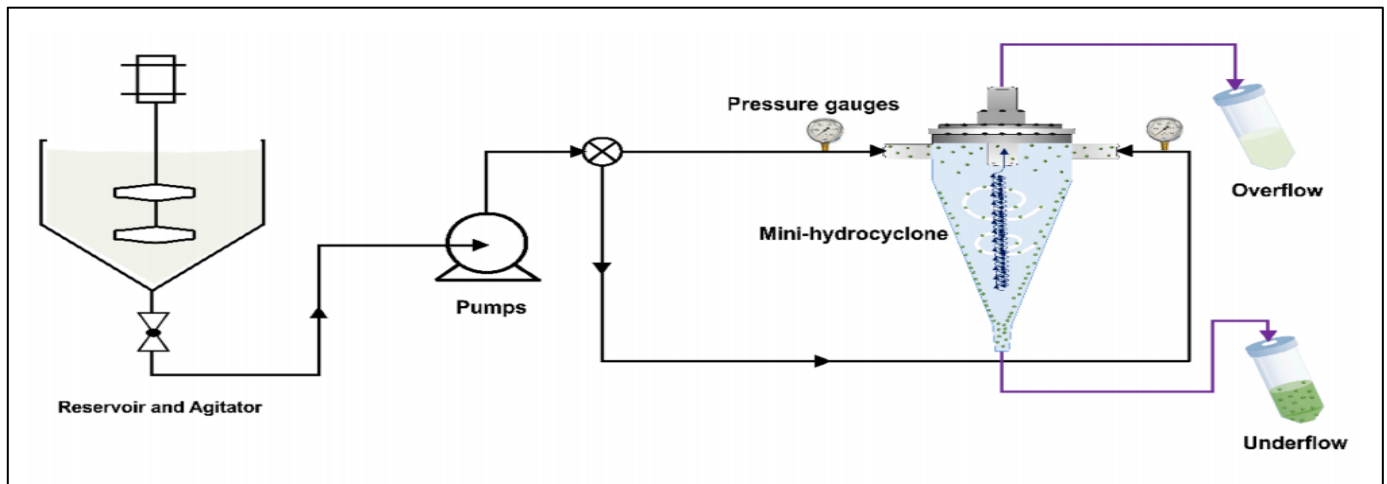 Pressure gauges
Overflow
Mini-hydrocyclone
Pumps
Reservoir and Agitator
Underflow